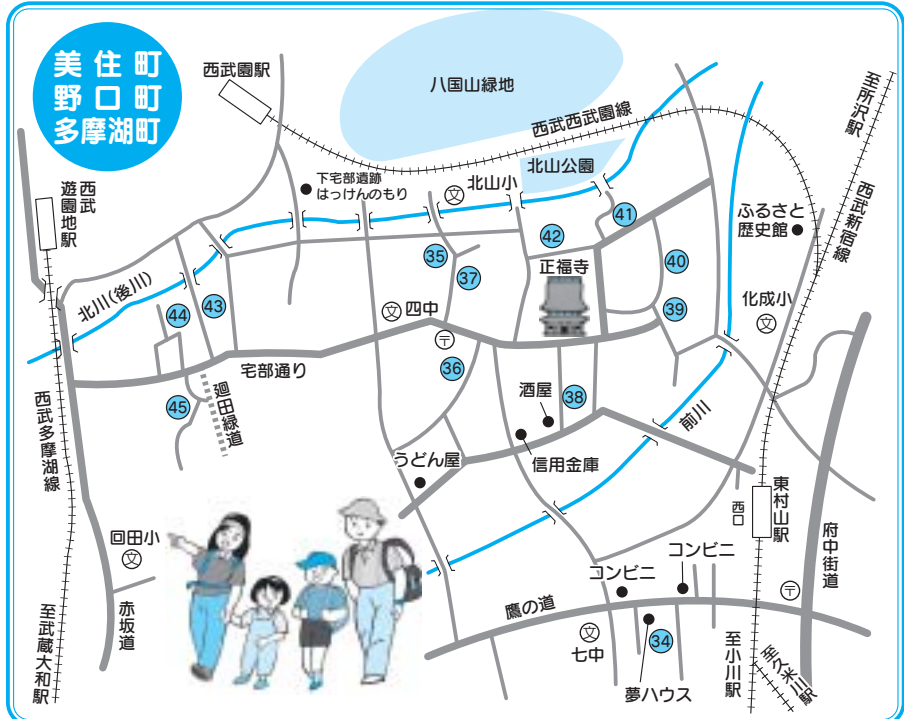 美住町
野口町
多摩湖町
西武園駅
八国山緑地
至所沢駅
西武西武園線
西武新宿線
北山公園
下宅部遺跡
はっけんのもり
文
北山小
西武
遊園地駅
ふるさと
歴史館
41
42
35
37
40
正福寺
39
化成小
文
北川(後川)
44
43
文
四中
〒
36
宅部通り
酒屋
38
前川
45
廻田緑道
西武多摩湖線
うどん屋
信用金庫
東村山駅
西口
府中街道
回田小
文
コンビニ
コンビニ
〒
鷹の道
赤坂道
文
七中
34
夢ハウス
至武蔵大和駅
至小川駅
至久米川駅